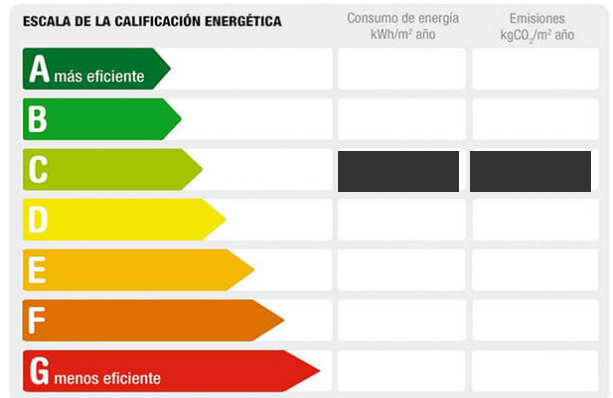 ESCALA DE LA CALIFICACIÓN ENERGÉTICA
Consumo de energía
kWh/m² año
Emisiones
kgCO₂/m² año
A más eficiente
B
C
D
E
F
G menos eficiente